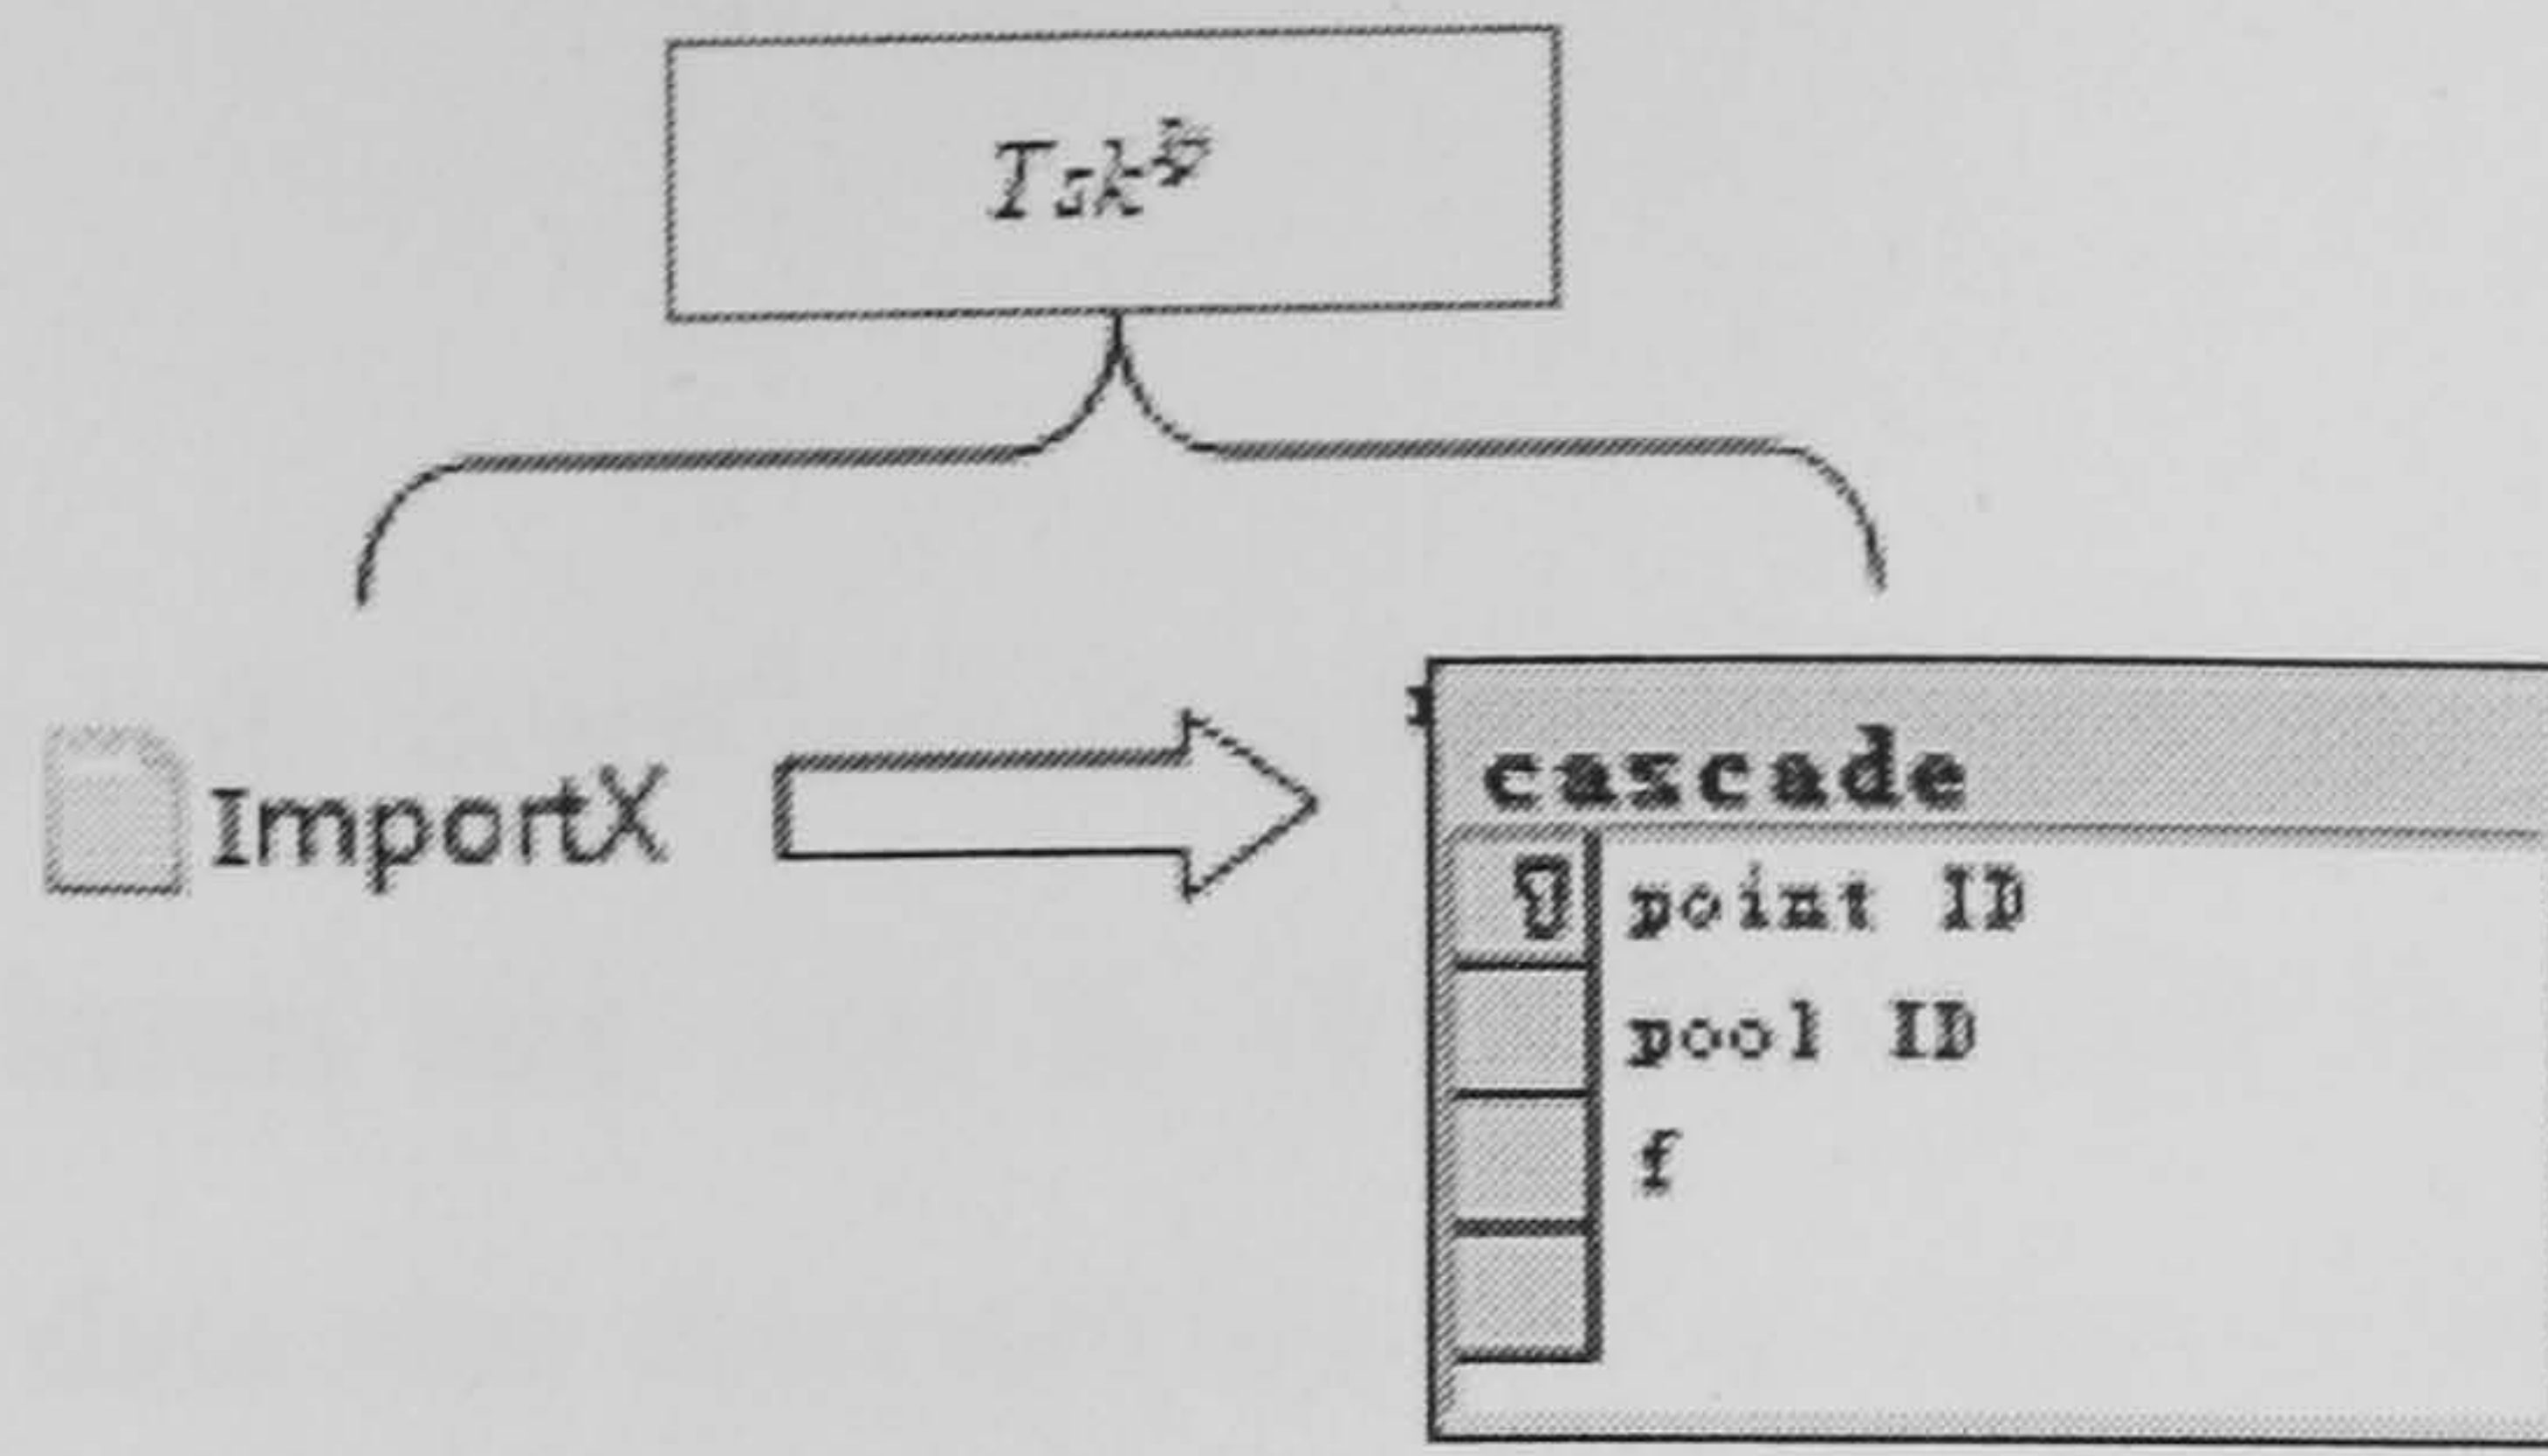 Tsk
ImportX
cascade
point ID
pool ID
f